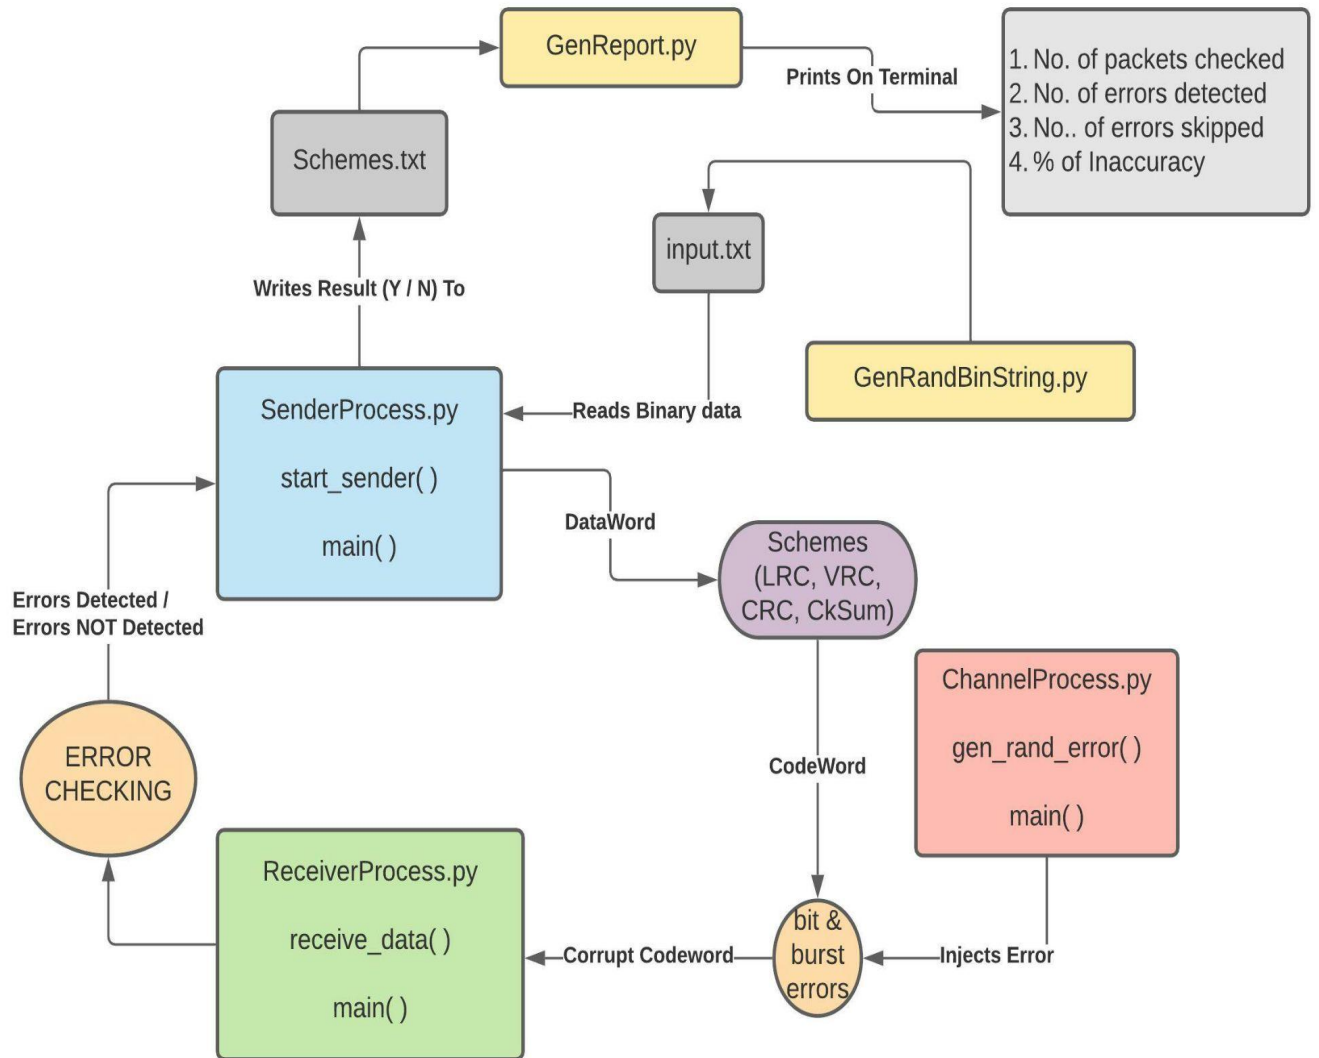 GenReport.py
Prints On Terminal
1. No. of packets checked
2. No. of errors detected
3. No.. of errors skipped
4. % of Inaccuracy
Schemes.txt
input.txt
Writes Result (Y / N) To
GenRandBinString.py
SenderProcess.py
start_sender( )
main( )
Reads Binary data
DataWord
Schemes
(LRC, VRC,
CRC, CkSum)
Errors Detected /
Errors NOT Detected
ChannelProcess.py
gen_rand_error( )
main( )
CodeWord
ERROR
CHECKING
ReceiverProcess.py
receive_data( )
main( )
Corrupt Codeword
bit &
burst
errors
Injects Error